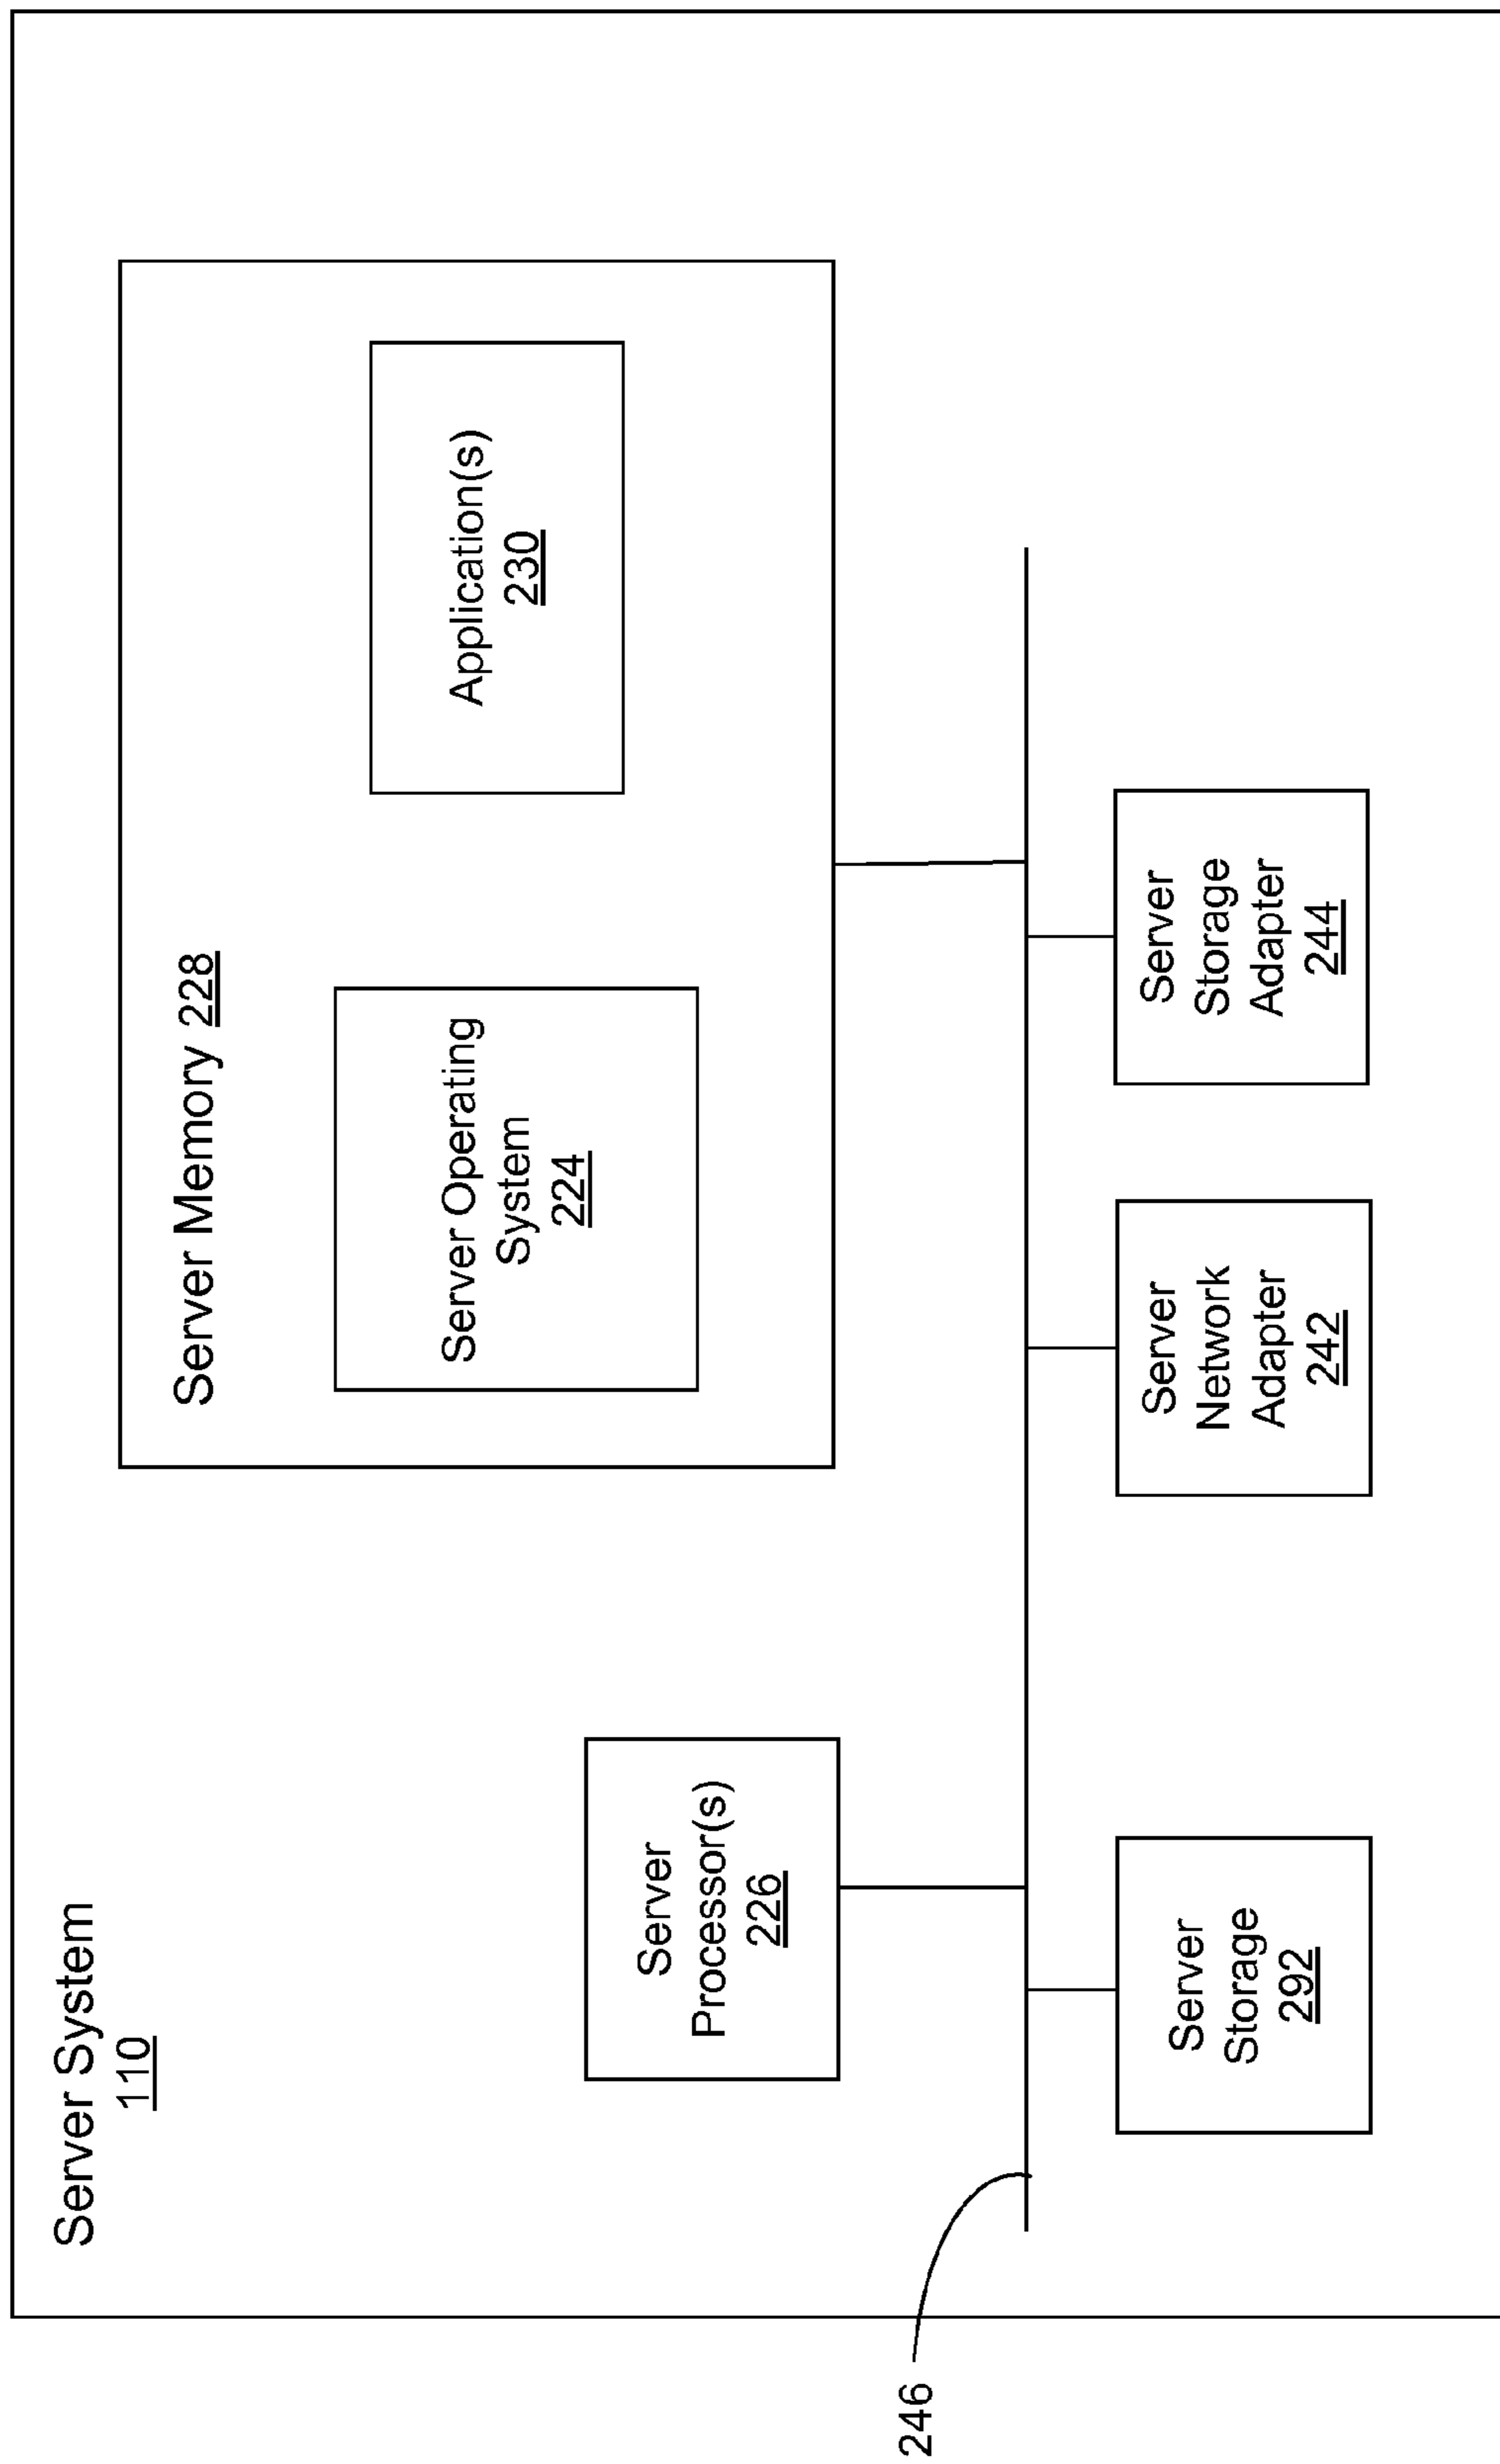 Server System
110
Server Memory 228
Server Operating
System
224
Application(s)
230
Server
Processor(s)
226
246
Server
Storage
292
Server
Network
Adapter
242
Server
Storage
Adapter
244